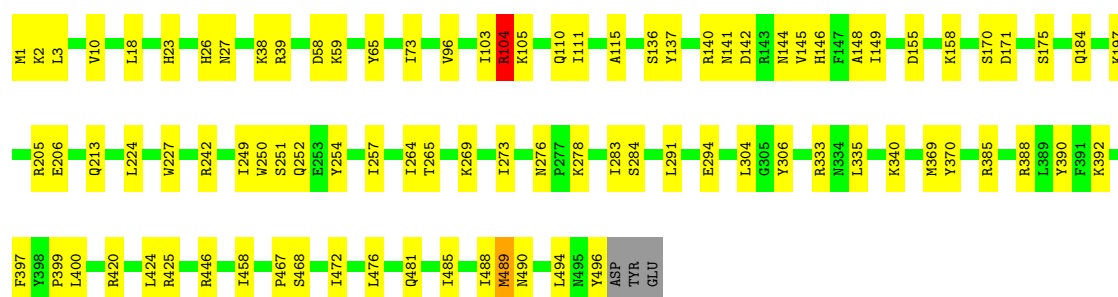 M1 K2 L3 V10 L18 H23 H26 N27 K38 R39 D58 K59 Y65 I73 V96 I103 R104 K105 Q110 I111 A115 S136 Y137 R140 N141 D142 R143 N144 V145 H146 F147 A148 I149 D155 K158 S170 D171 S175 Q184
R205 E206 Q213 L224 W227 R242 I249 W250 S251 Q252 E253 Y254 I257 I264 T265 K269 I273 N276 P277 K278 I283 S284 L291 E294 L304 G305 Y306 R333 N334 L335 K340 M369 Y370 R385 R388 L389 Y390 F391 K392
F397 Y398 P399 L400 R420 L424 R425 R446 I458 P467 S468 I472 L476 Q481 I485 I488 M489 N490 L494 N495 Y496 ASP TYR GLU